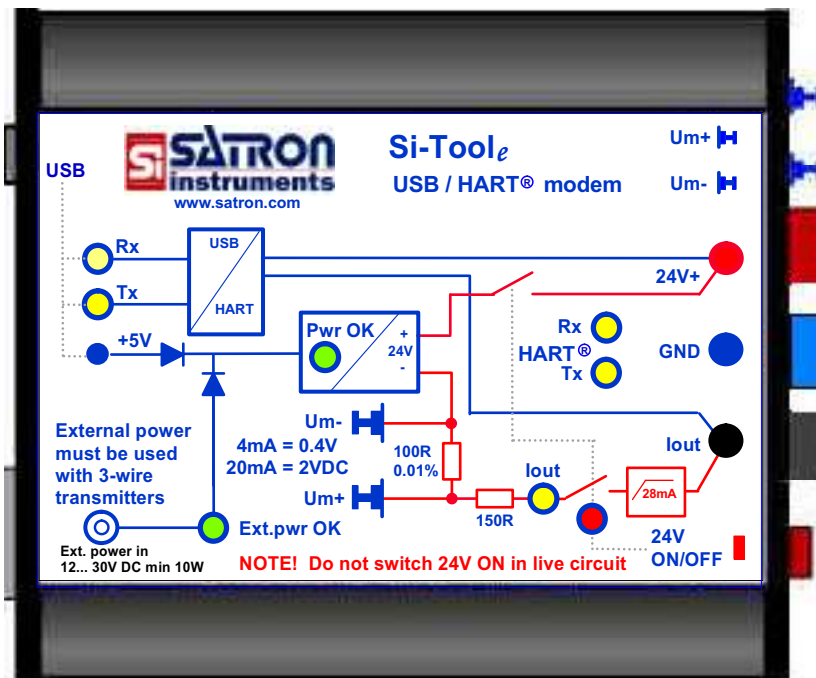 Si SATRON
instruments
www.satron.com
Si-Toole
USB / HART® modem
Um+
Um-
USB
Rx
Tx
+5V
USB
HART
24V+
Pwr OK
+
24V
-
Rx
HART®
Tx
GND
Um-
4mA = 0.4V
20mA = 2VDC
Um+
100R
0.01%
150R
Iout
Iout
28mA
External power
must be used
with 3-wire
transmitters
Ext.pwr OK
Ext. power in
12... 30V DC min 10W
24V
ON/OFF
NOTE! Do not switch 24V ON in live circuit